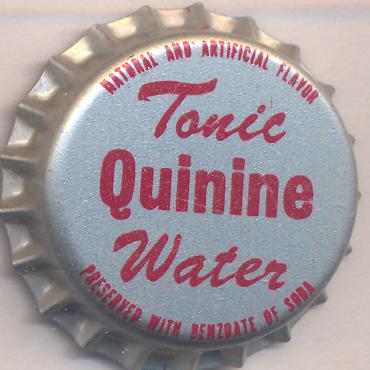 NATURAL AND ARTIFICIAL FLAVOR
Tonic
Quinine
Water
PRESERVED WITH BENZOATE OF SODA